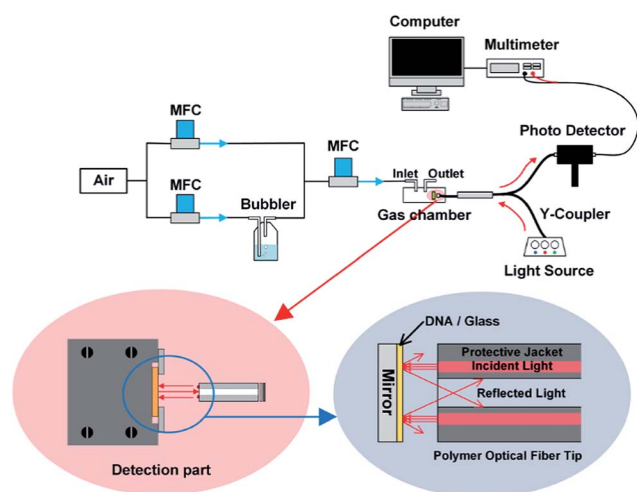 Computer
Multimeter
MFC
Photo Detector
MFC
Air
MFC
Inlet
Outlet
Bubbler
Gas chamber
Y-Coupler
Light Source
DNA / Glass
Protective Jacket
Incident Light
Mirror
Reflected Light
Detection part
Polymer Optical Fiber Tip